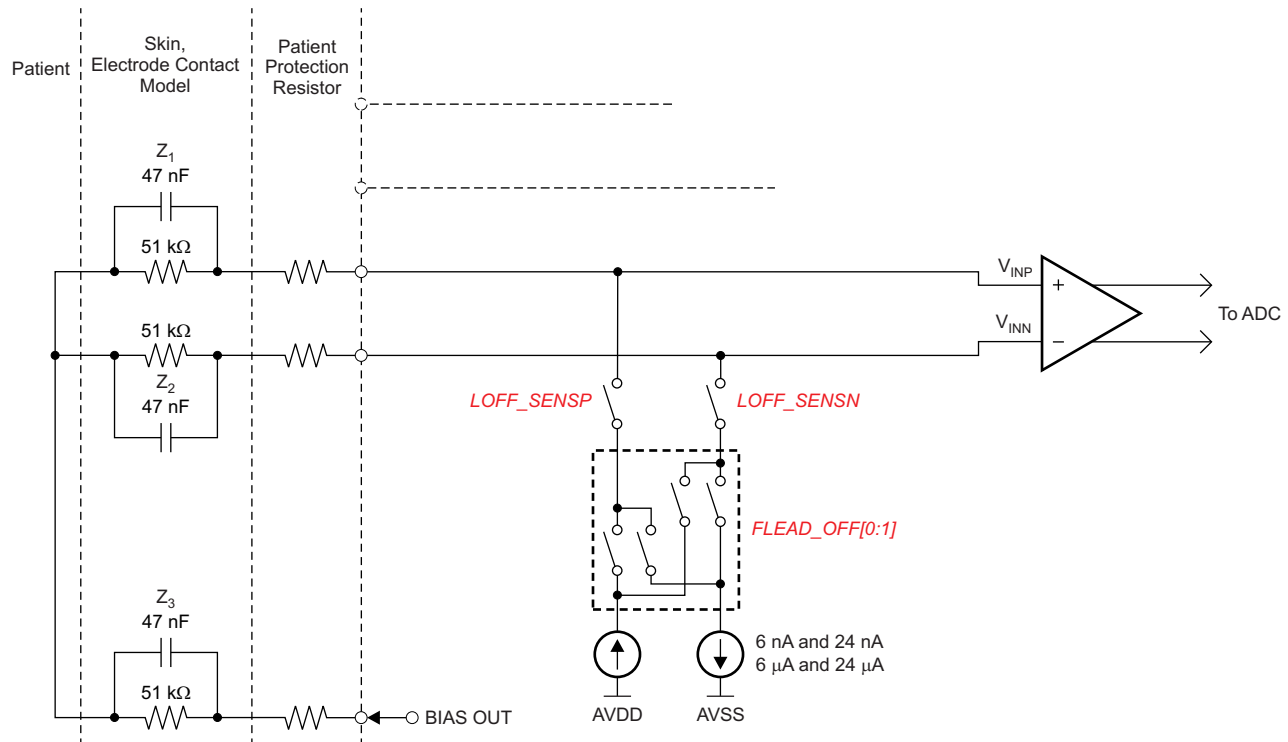 Patient
Skin,
Electrode Contact
Model
Patient
Protection
Resistor
Z1
47 nF
51 kΩ
51 kΩ
Z2
47 nF
VINP
VINN
+
−
To ADC
LOFF_SENSP
LOFF_SENSN
FLEAD_OFF[0:1]
Z3
47 nF
51 kΩ
BIAS OUT
6 nA and 24 nA
6 μA and 24 μA
AVDD
AVSS